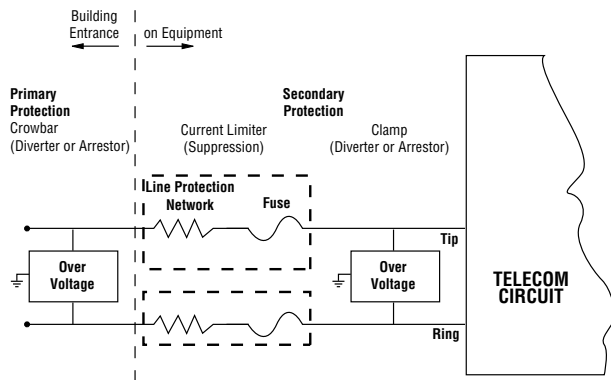 Building
Entrance
on Equipment
Primary
Protection
Crowbar
(Diverter or Arrestor)
Secondary
Protection
Current Limiter
(Suppression)
Clamp
(Diverter or Arrestor)
Line Protection
Network
Fuse
Tip
Over
Voltage
Over
Voltage
TELECOM
CIRCUIT
Ring